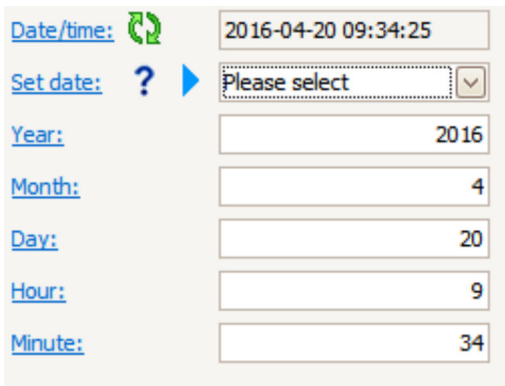 Date/time: 2016-04-20 09:34:25
Set date: ? Please select
Year: 2016
Month: 4
Day: 20
Hour: 9
Minute: 34